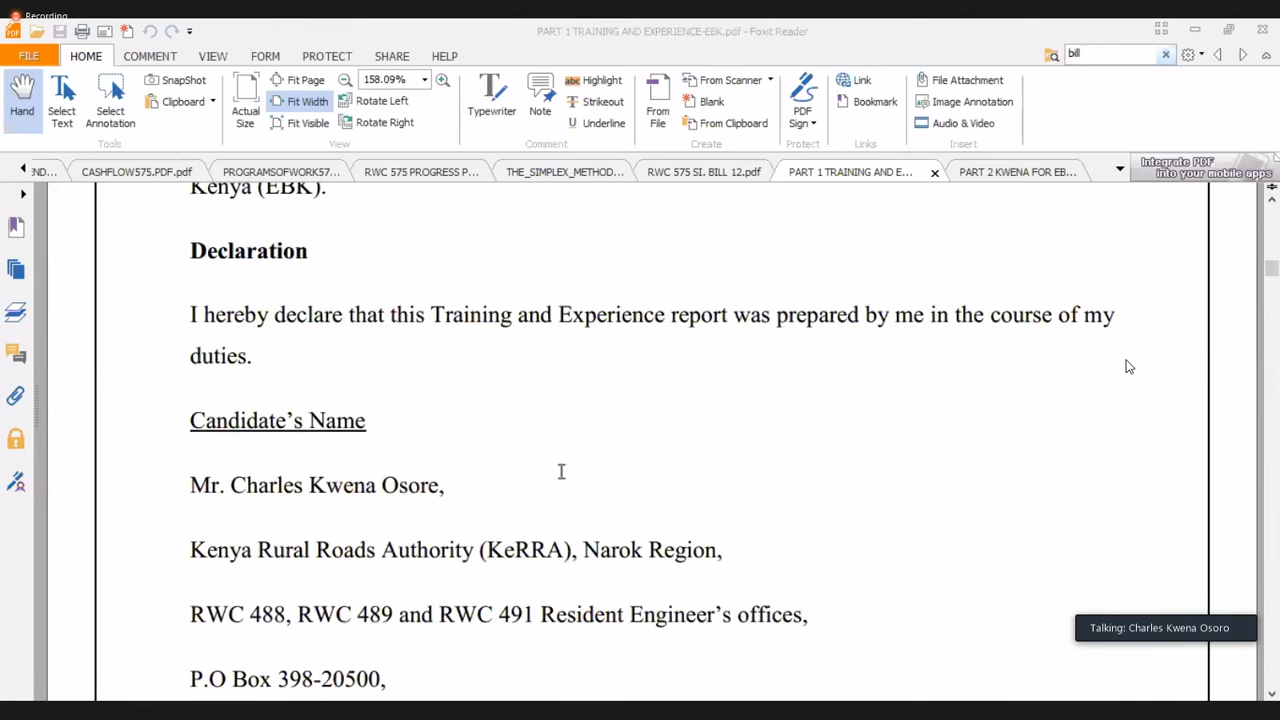 Recording
PART 1 TRAINING AND EXPERIENCE-EBK.pdf - Foxit Reader
FILE HOME COMMENT VIEW FORM PROTECT SHARE HELP
bill
Hand
Select Text
Select Annotation
SnapShot
Clipboard
Tools
Actual Size
Fit Page
Fit Width
Fit Visible
158.09%
Rotate Left
Rotate Right
View
Typewriter
Note
Highlight
Strikeout
Underline
Comment
From File
From Scanner
Blank
From Clipboard
Create
PDF Sign
Protect
Link
Bookmark
Links
File Attachment
Image Annotation
Audio & Video
Insert
END... CASHFLOW575.PDF.pdf PROGRAMSOFWORK57... RWC 575 PROGRESS P... THE_SIMPLEX_METHOD... RWC 575 SI. BILL 12.pdf PART 1 TRAINING AND E... PART 2 KWENA FOR EB...
Integrate PDF
into your mobile apps
Kenya (EBK).
Declaration
I hereby declare that this Training and Experience report was prepared by me in the course of my
duties.
Candidate's Name
Mr. Charles Kwena Osore,
Kenya Rural Roads Authority (KeRRA), Narok Region,
RWC 488, RWC 489 and RWC 491 Resident Engineer's offices,
Talking: Charles Kwena Osoro
P.O Box 398-20500,